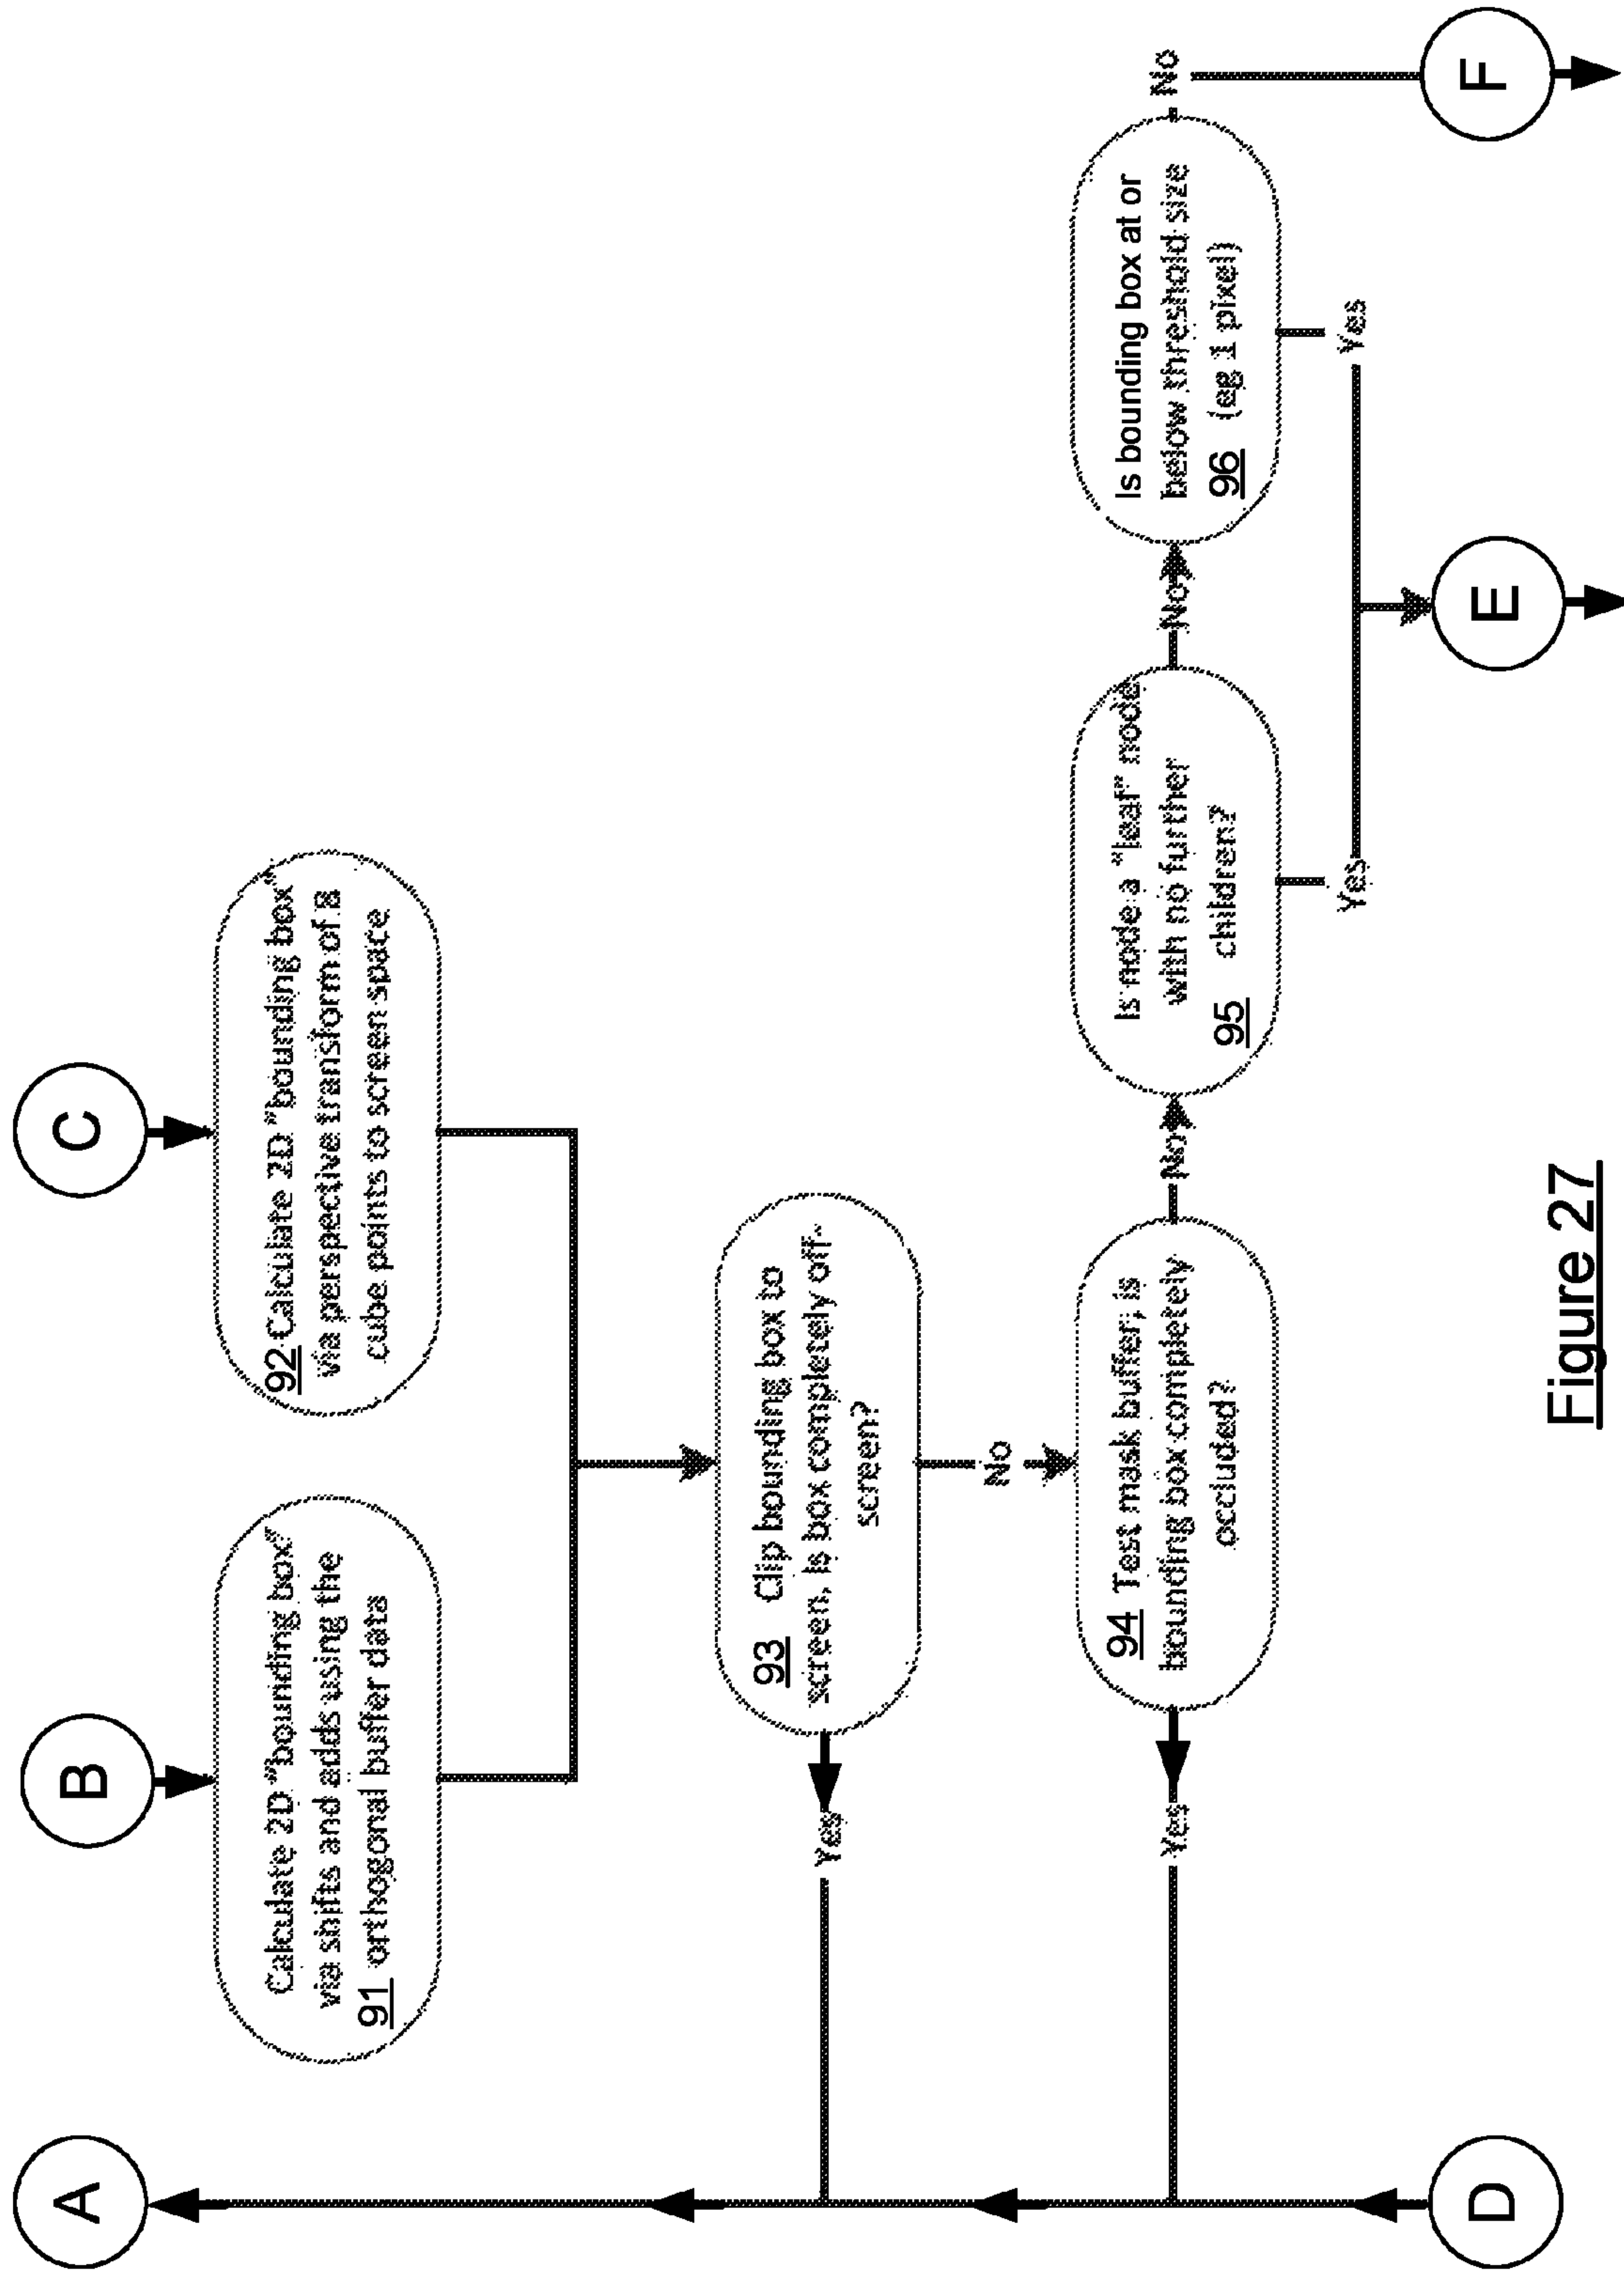 A
B
C
Calculate 2D "bounding box"
via shifts and adds using the
91 orthogonal buffer data
92 Calculate 2D "bounding box"
via perspective transform of 8
cube points to screen space
93 Clip bounding box to
screen, is box completely off-
screen?
Yes
No
94 Test mask buffer, is
bounding box completely
occluded?
Yes
No
Is node a "leaf" node
with no further
95 children?
No
Yes
Is bounding box at or
below threshold size
96 (eg 1 pixel)
No
Yes
D
E
F
Figure 27